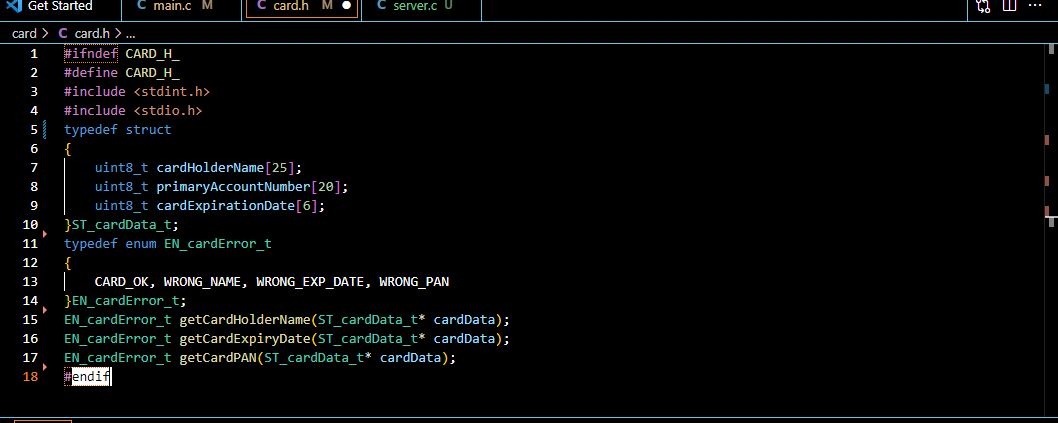 Get Started C main.c M C card.h M ● C server.c U ...
card > C card.h > ...
1 #ifndef CARD_H_
2 #define CARD_H_
3 #include <stdint.h>
4 #include <stdio.h>
5 typedef struct
6 {
7 uint8_t cardHolderName[25];
8 uint8_t primaryAccountNumber[20];
9 uint8_t cardExpirationDate[6];
10 }ST_cardData_t;
11 typedef enum EN_cardError_t
12 {
13 CARD_OK, WRONG_NAME, WRONG_EXP_DATE, WRONG_PAN
14 }EN_cardError_t;
15 EN_cardError_t getCardHolderName(ST_cardData_t* cardData);
16 EN_cardError_t getCardExpiryDate(ST_cardData_t* cardData);
17 EN_cardError_t getCardPAN(ST_cardData_t* cardData);
18 #endif